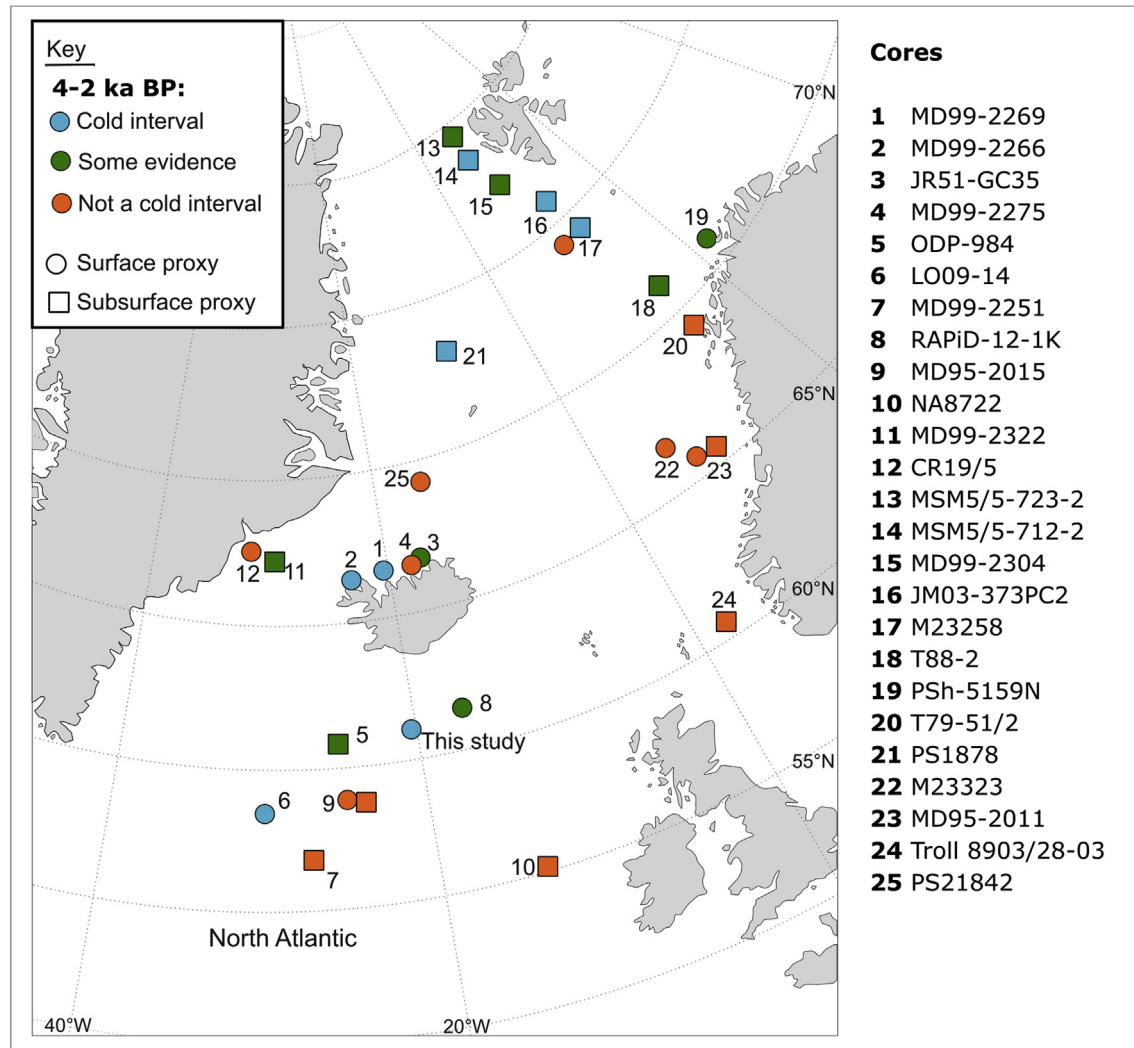 Key
4-2 ka BP:
Cold interval
Some evidence
Not a cold interval
Surface proxy
Subsurface proxy
70°N
13
14
15
16
17
19
18
20
21
65°N
22
23
25
12
11
2
1
4
3
60°N
24
8
This study
5
55°N
6
9
7
10
North Atlantic
40°W
20°W
Cores
1 MD99-2269
2 MD99-2266
3 JR51-GC35
4 MD99-2275
5 ODP-984
6 LO09-14
7 MD99-2251
8 RAPiD-12-1K
9 MD95-2015
10 NA8722
11 MD99-2322
12 CR19/5
13 MSM5/5-723-2
14 MSM5/5-712-2
15 MD99-2304
16 JM03-373PC2
17 M23258
18 T88-2
19 PSh-5159N
20 T79-51/2
21 PS1878
22 M23323
23 MD95-2011
24 Troll 8903/28-03
25 PS21842